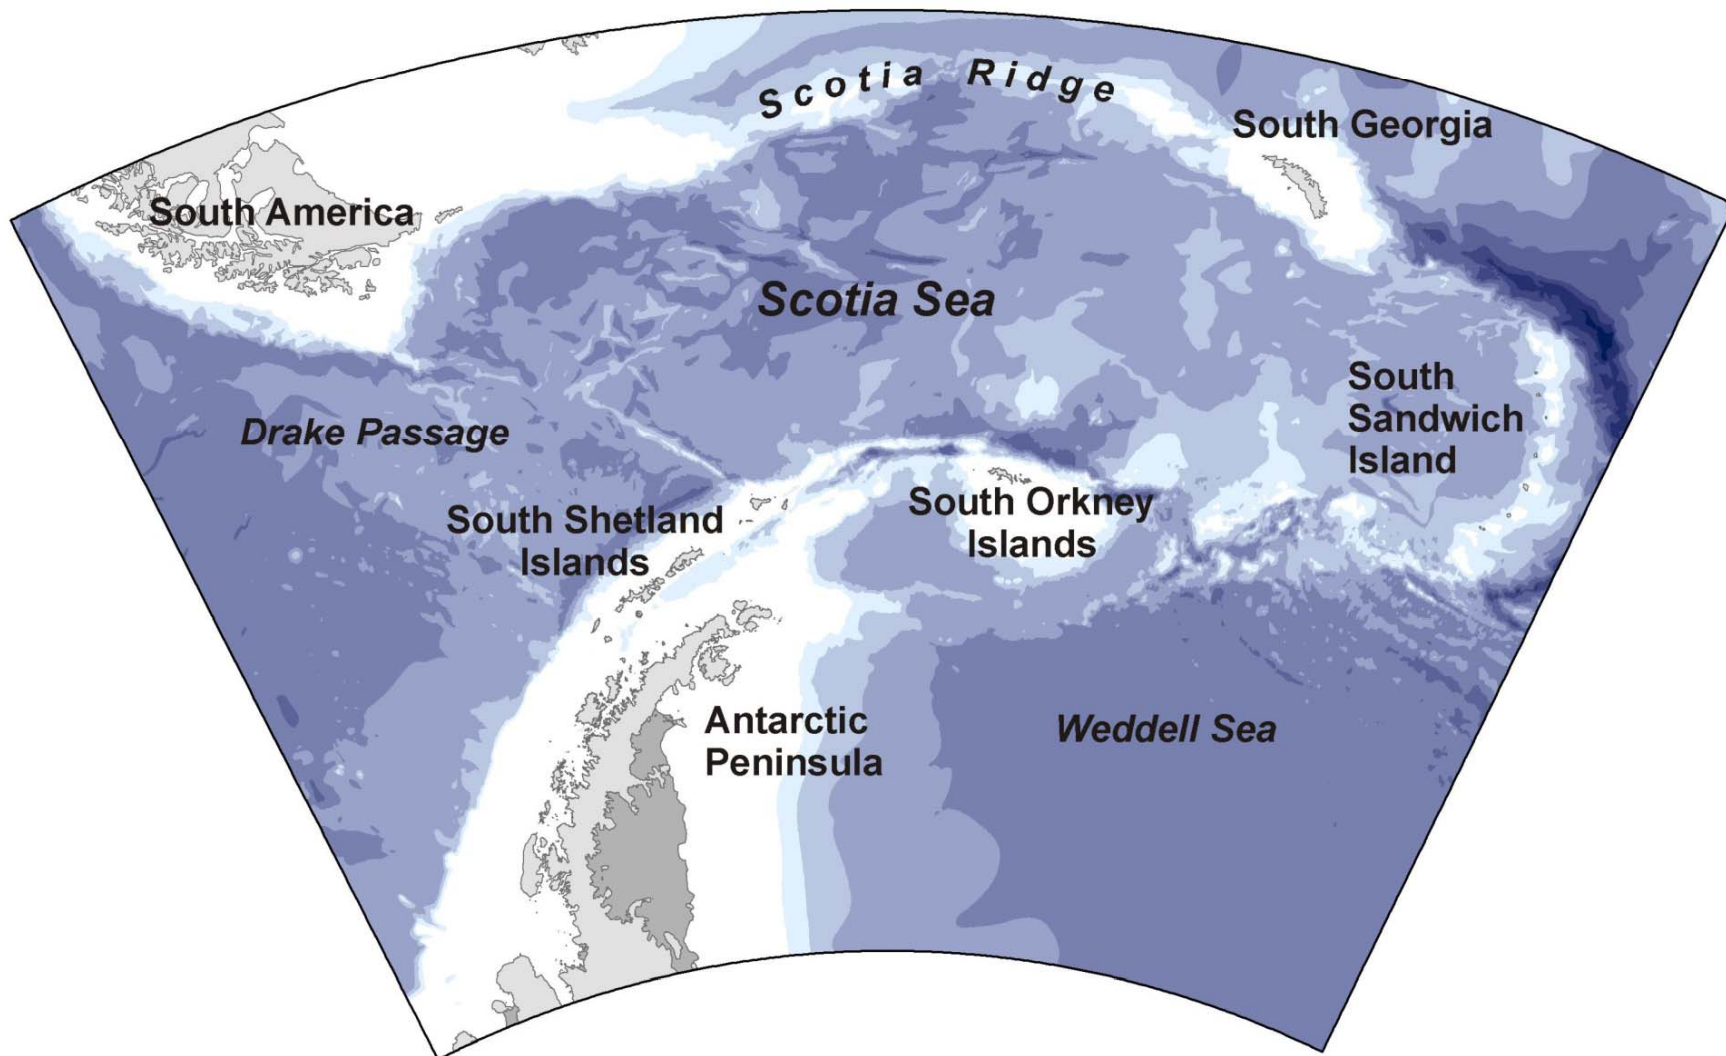 Scotia Ridge
South Georgia
South America
Scotia Sea
South
Sandwich
Island
Drake Passage
South Shetland
Islands
South Orkney
Islands
Antarctic
Peninsula
Weddell Sea